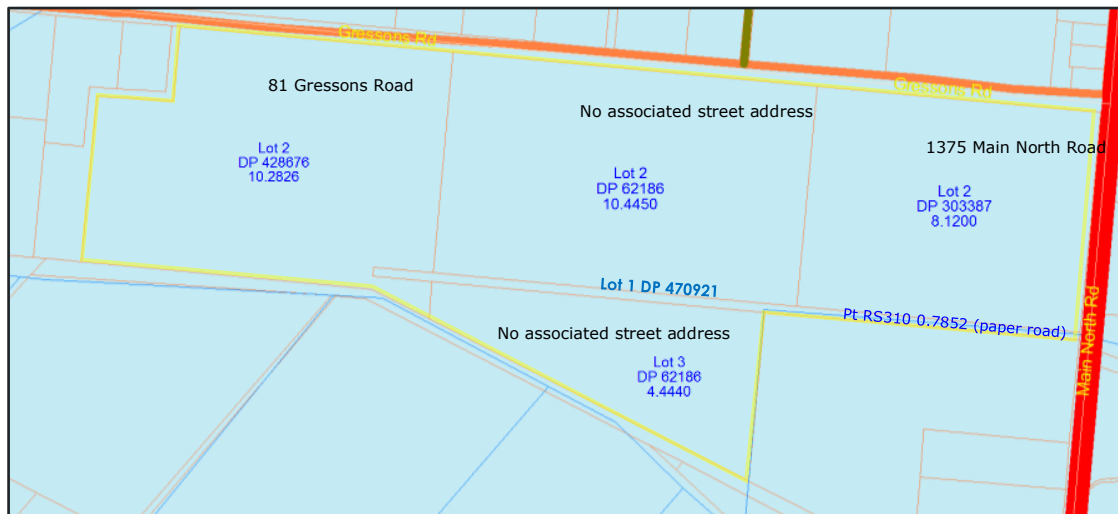 Gressons Rd
81 Gressons Road
Gressons Rd
No associated street address
1375 Main North Road
Lot 2
DP 428676
10.2826
Lot 2
DP 62186
10.4450
Lot 2
DP 303387
8.1200
Lot 1 DP 470921
Pt RS310 0.7852 (paper road)
Main North Rd
No associated street address
Lot 3
DP 62186
4.4440